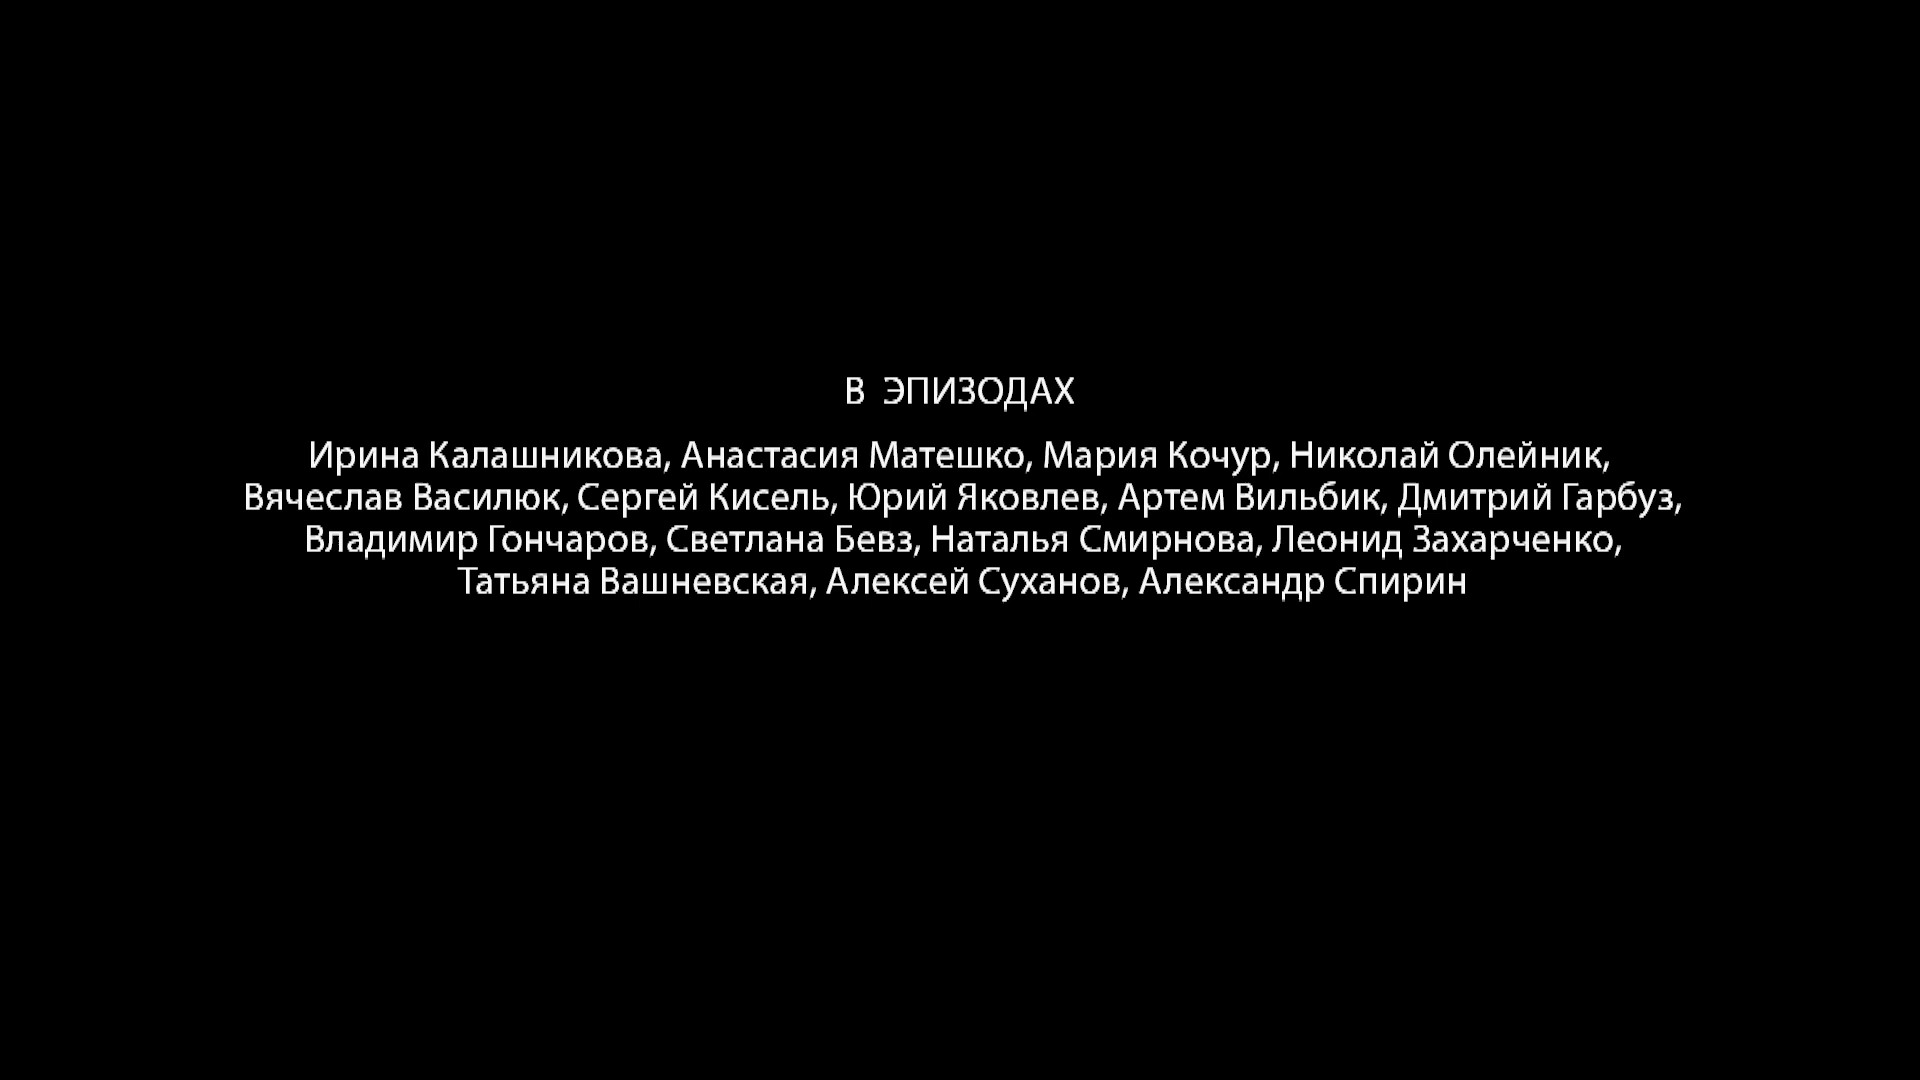 В ЭПИЗОДАХ
Ирина Калашникова, Анастасия Матешко, Мария Кочур, Николай Олейник,
Вячеслав Василюк, Сергей Кисель, Юрий Яковлев, Артем Вильбик, Дмитрий Гарбуз,
Владимир Гончаров, Светлана Бевз, Наталья Смирнова, Леонид Захарченко,
Татьяна Вашневская, Алексей Суханов, Александр Спирин